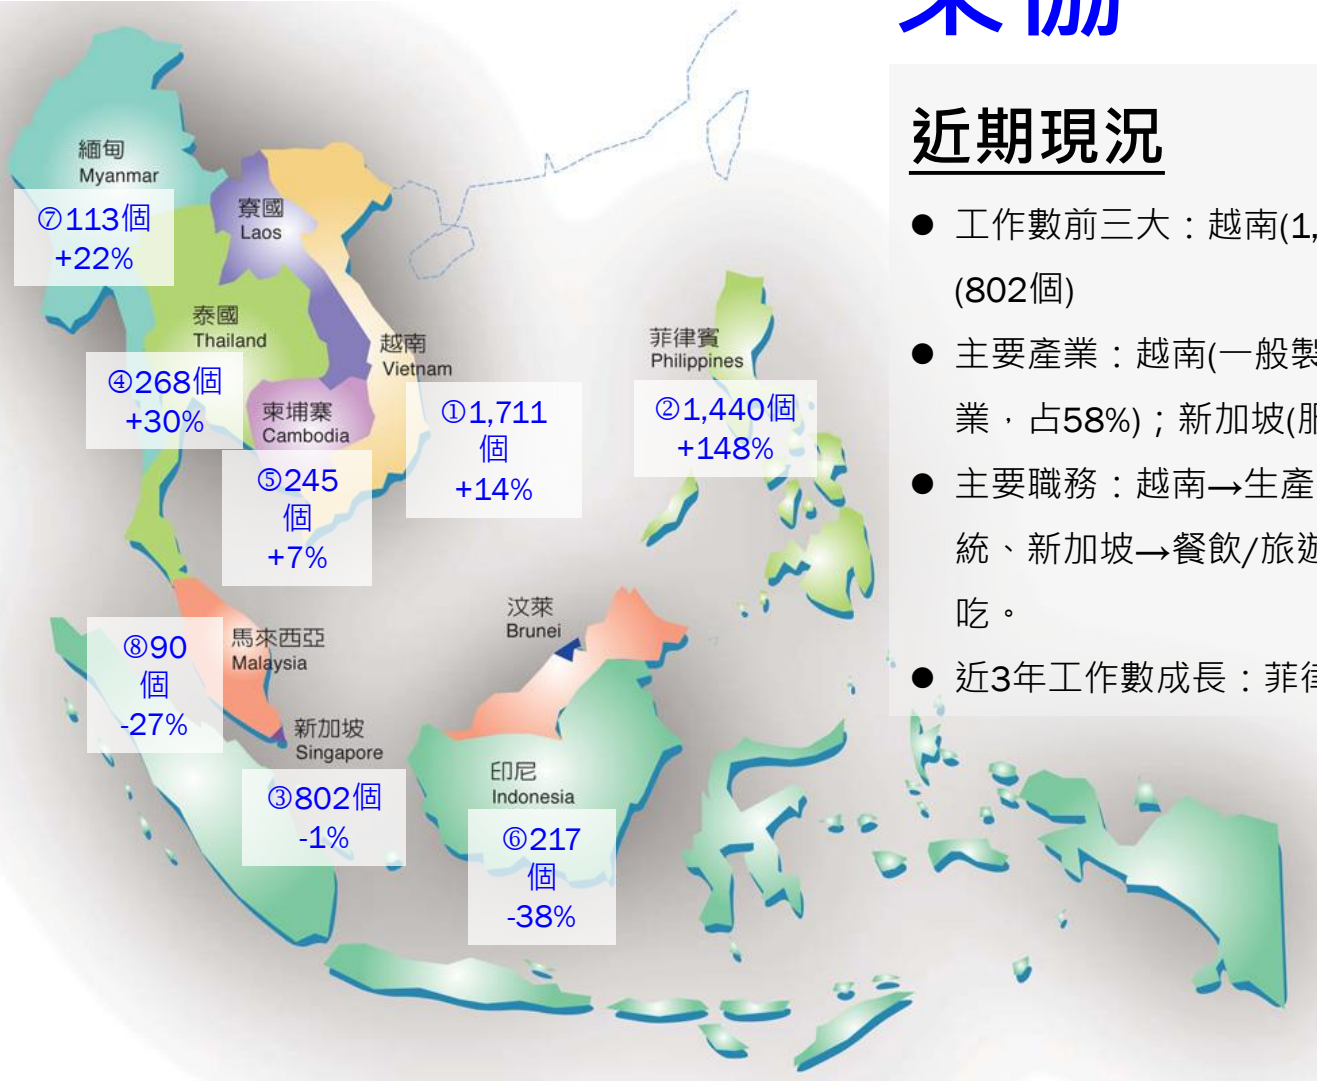 東協
近期現況
● 工作數前三大：越南(1,
(802個)
● 主要產業：越南(一般製
業，占58%)；新加坡(服
● 主要職務：越南→生產
統、新加坡→餐飲/旅遊
吃。
● 近3年工作數成長：菲律
緬甸
Myanmar
⑦113個
+22%
寮國
Laos
泰國
Thailand
④268個
+30%
越南
Vietnam
①1,711
個
+14%
柬埔寨
Cambodia
⑤245
個
+7%
菲律賓
Philippines
②1,440個
+148%
馬來西亞
Malaysia
⑧90
個
-27%
汶萊
Brunei
新加坡
Singapore
③802個
-1%
印尼
Indonesia
⑥217
個
-38%